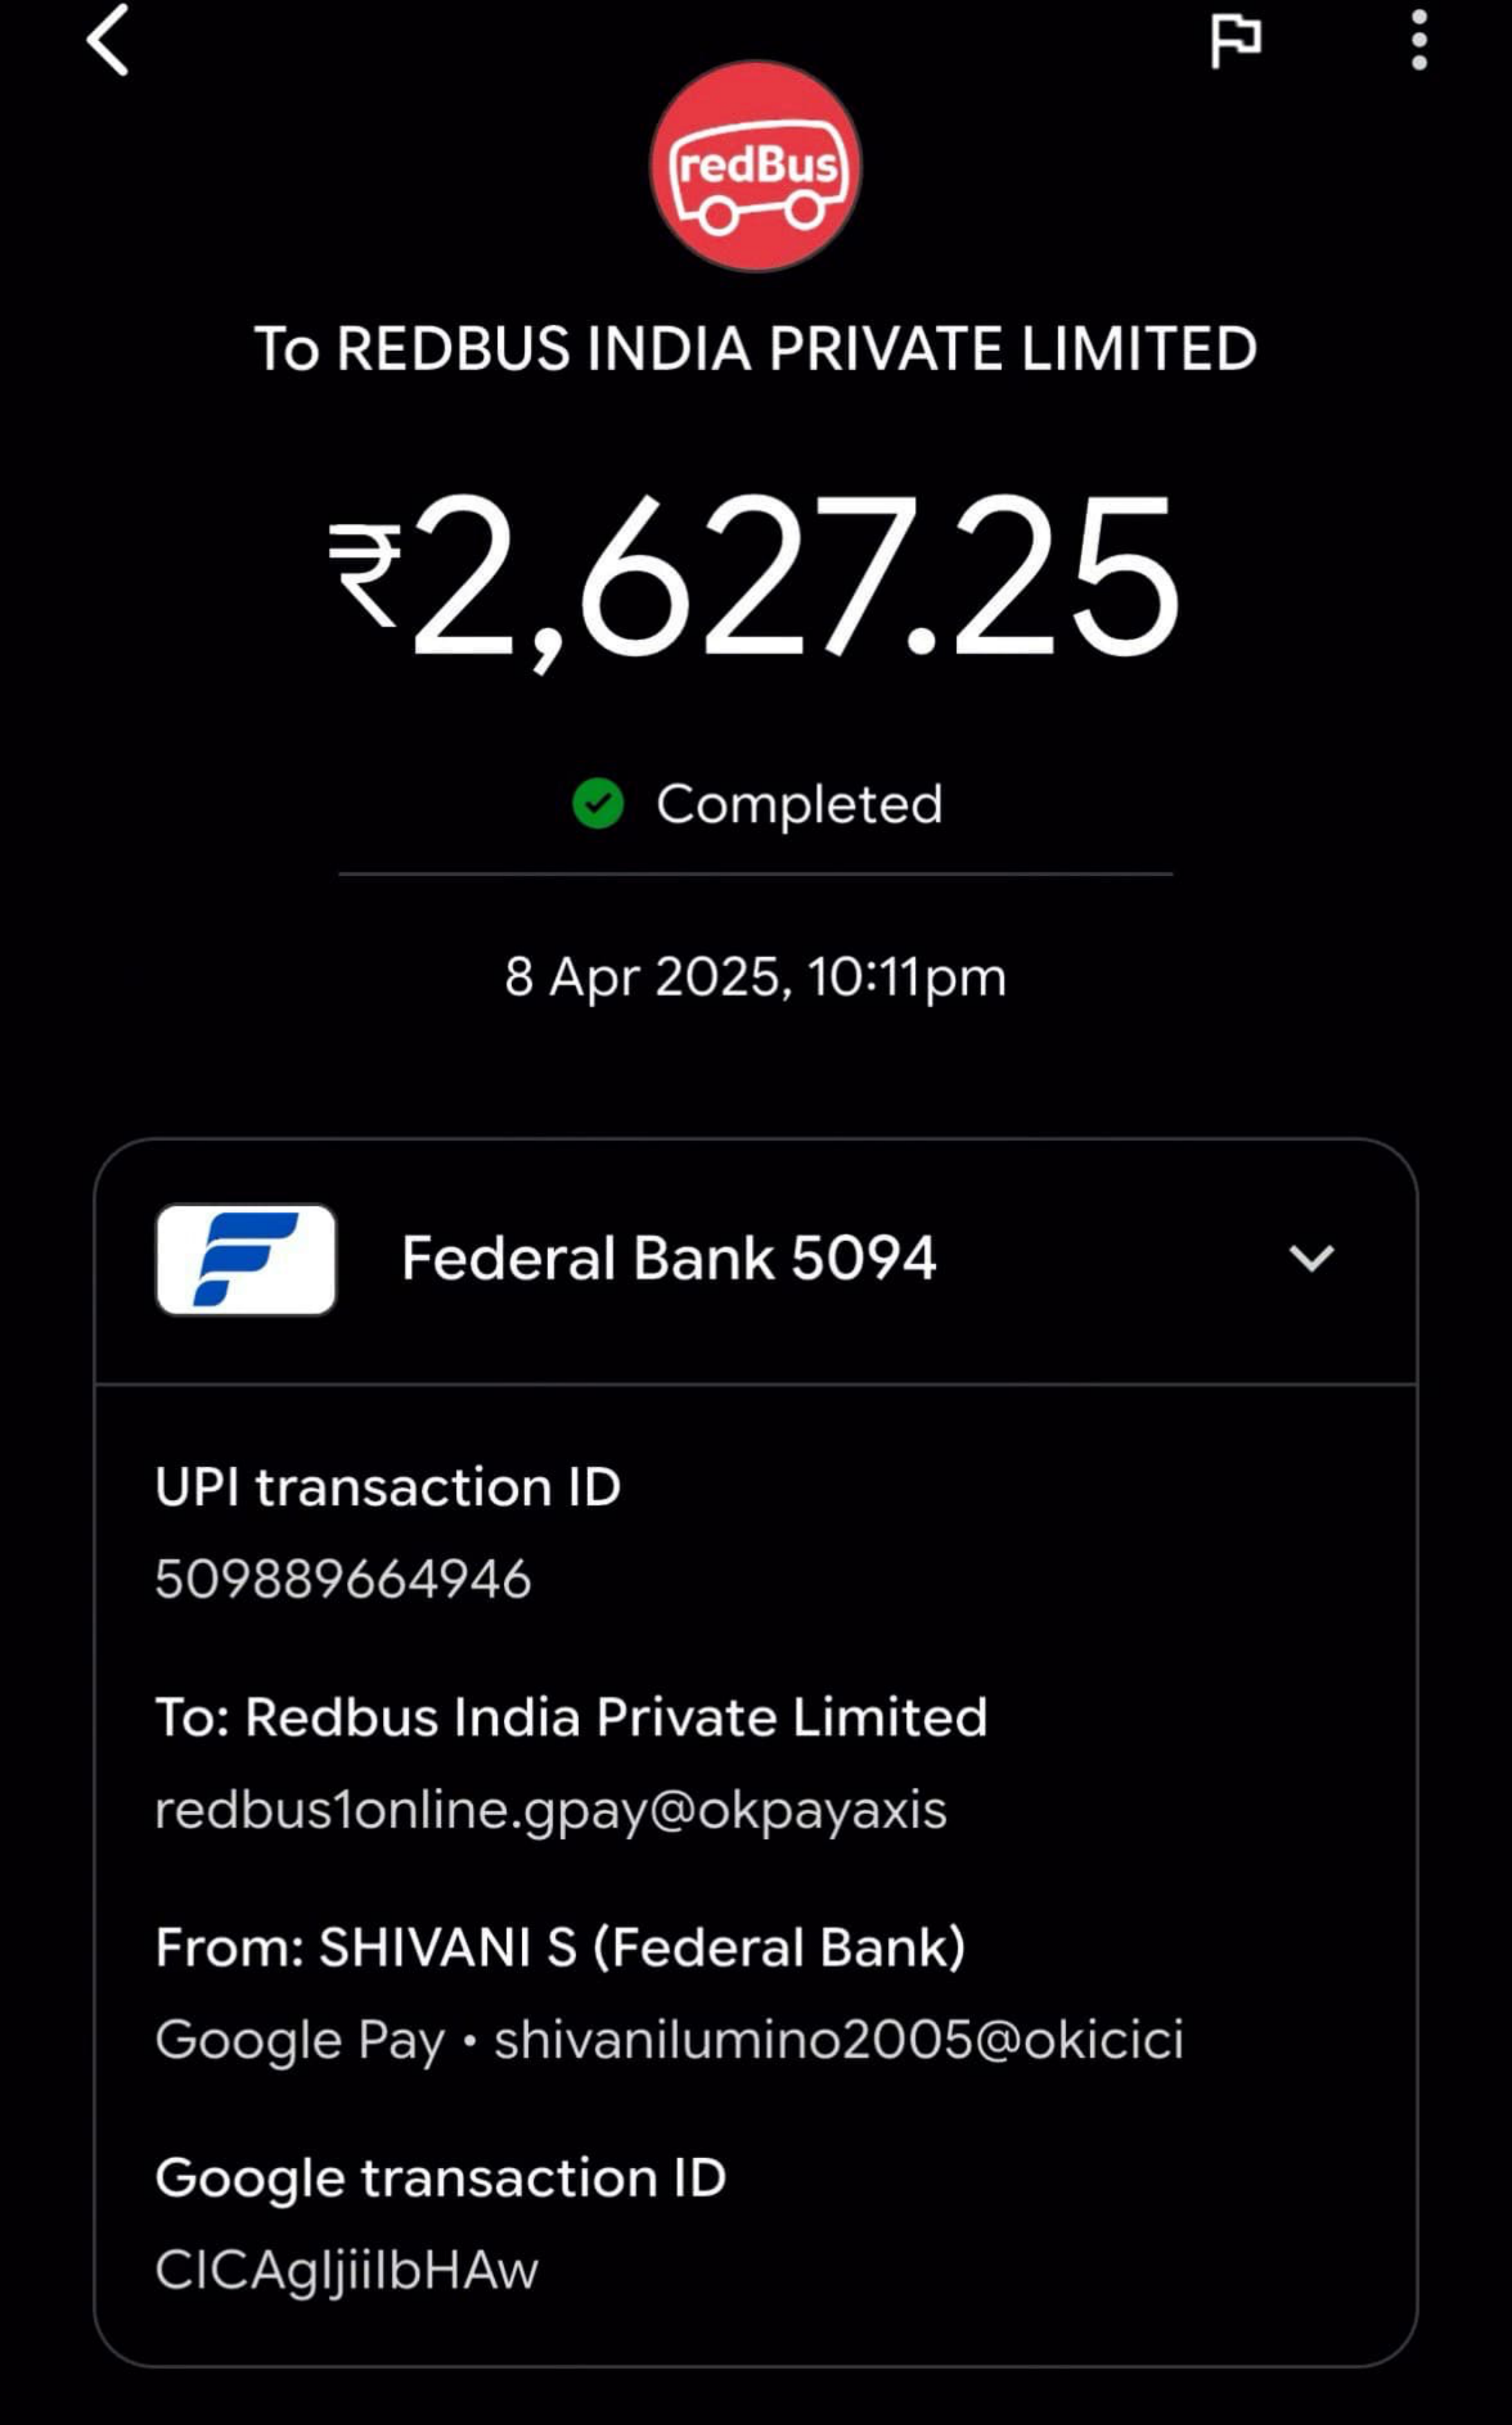 redBus
To REDBUS INDIA PRIVATE LIMITED
₹2,627.25
Completed
8 Apr 2025, 10:11pm
Federal Bank 5094
UPI transaction ID
509889664946
To: Redbus India Private Limited
redbus1online.gpay@okpayaxis
From: SHIVANI S (Federal Bank)
Google Pay • shivanilumino2005@okicici
Google transaction ID
CICAgIjiiIbHAw